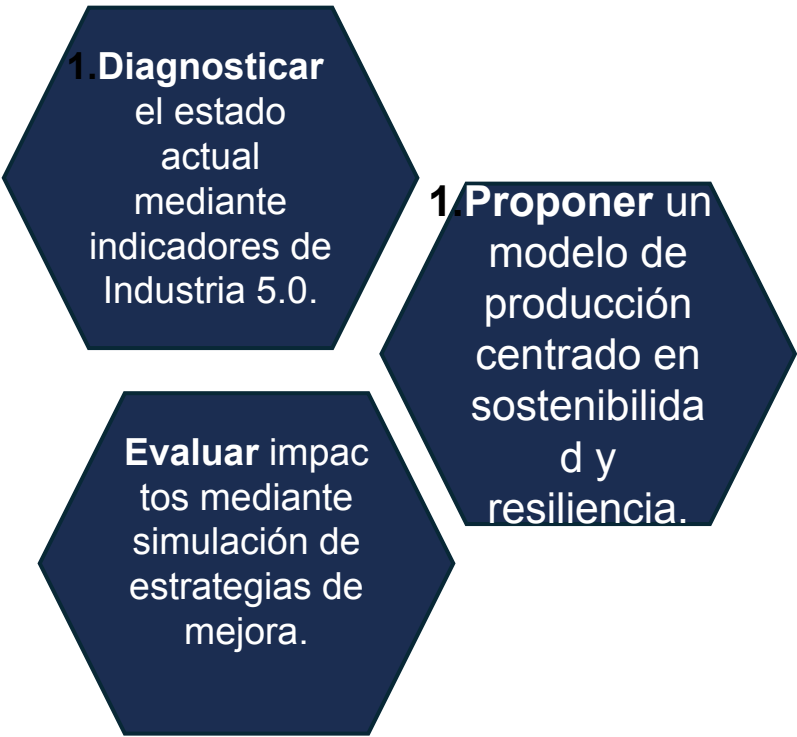 1.Diagnosticar
el estado
actual
mediante
indicadores de
Industria 5.0.
1.Proponer un
modelo de
producción
centrado en
sostenibilida
d y
resiliencia.
Evaluar impac
tos mediante
simulación de
estrategias de
mejora.